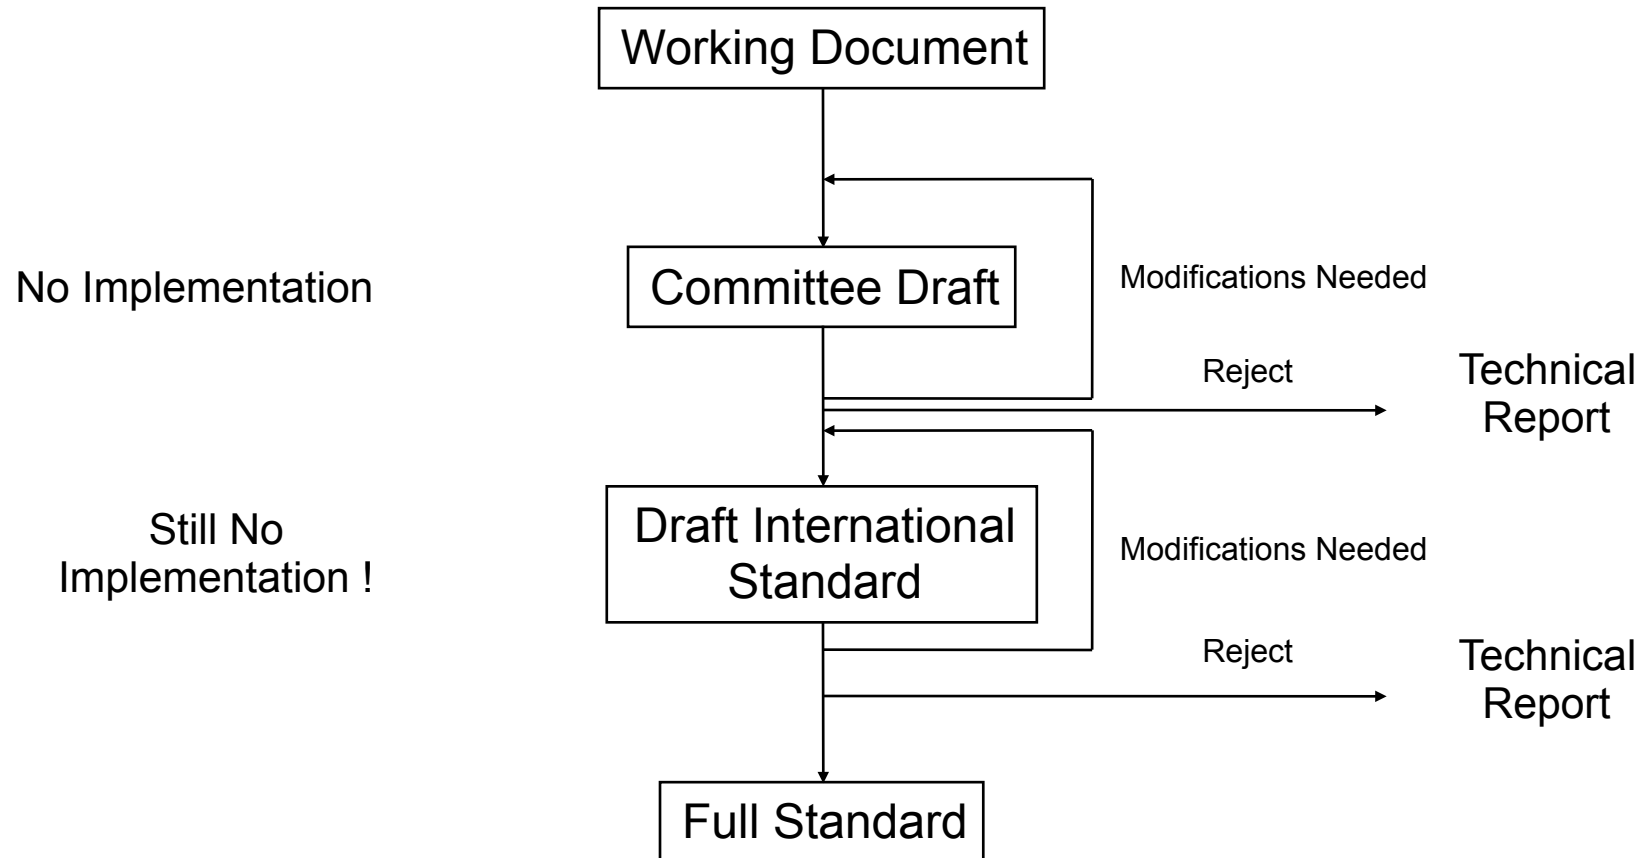 Working Document
No Implementation
Committee Draft
Modifications Needed
Reject
Technical
Report
Still No
Implementation !
Draft International
Standard
Modifications Needed
Reject
Technical
Report
Full Standard